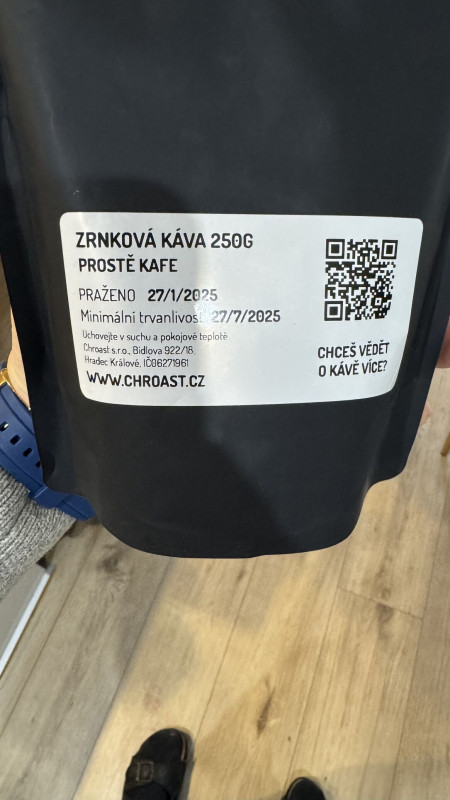 ZRNKOVÁ KÁVA 250G
PROSTĚ KAFE
PRAŽENO 27/1/2025
Minimální trvanlivost 27/7/2025
Uchovejte v suchu a pokojové teplotě
Chroast s.r.o., Bidlova 922/18
Hradec Králové, IČ06271961
WWW.CHROAST.CZ
CHCEŠ VĚDĚT
O KÁVĚ VÍCE?